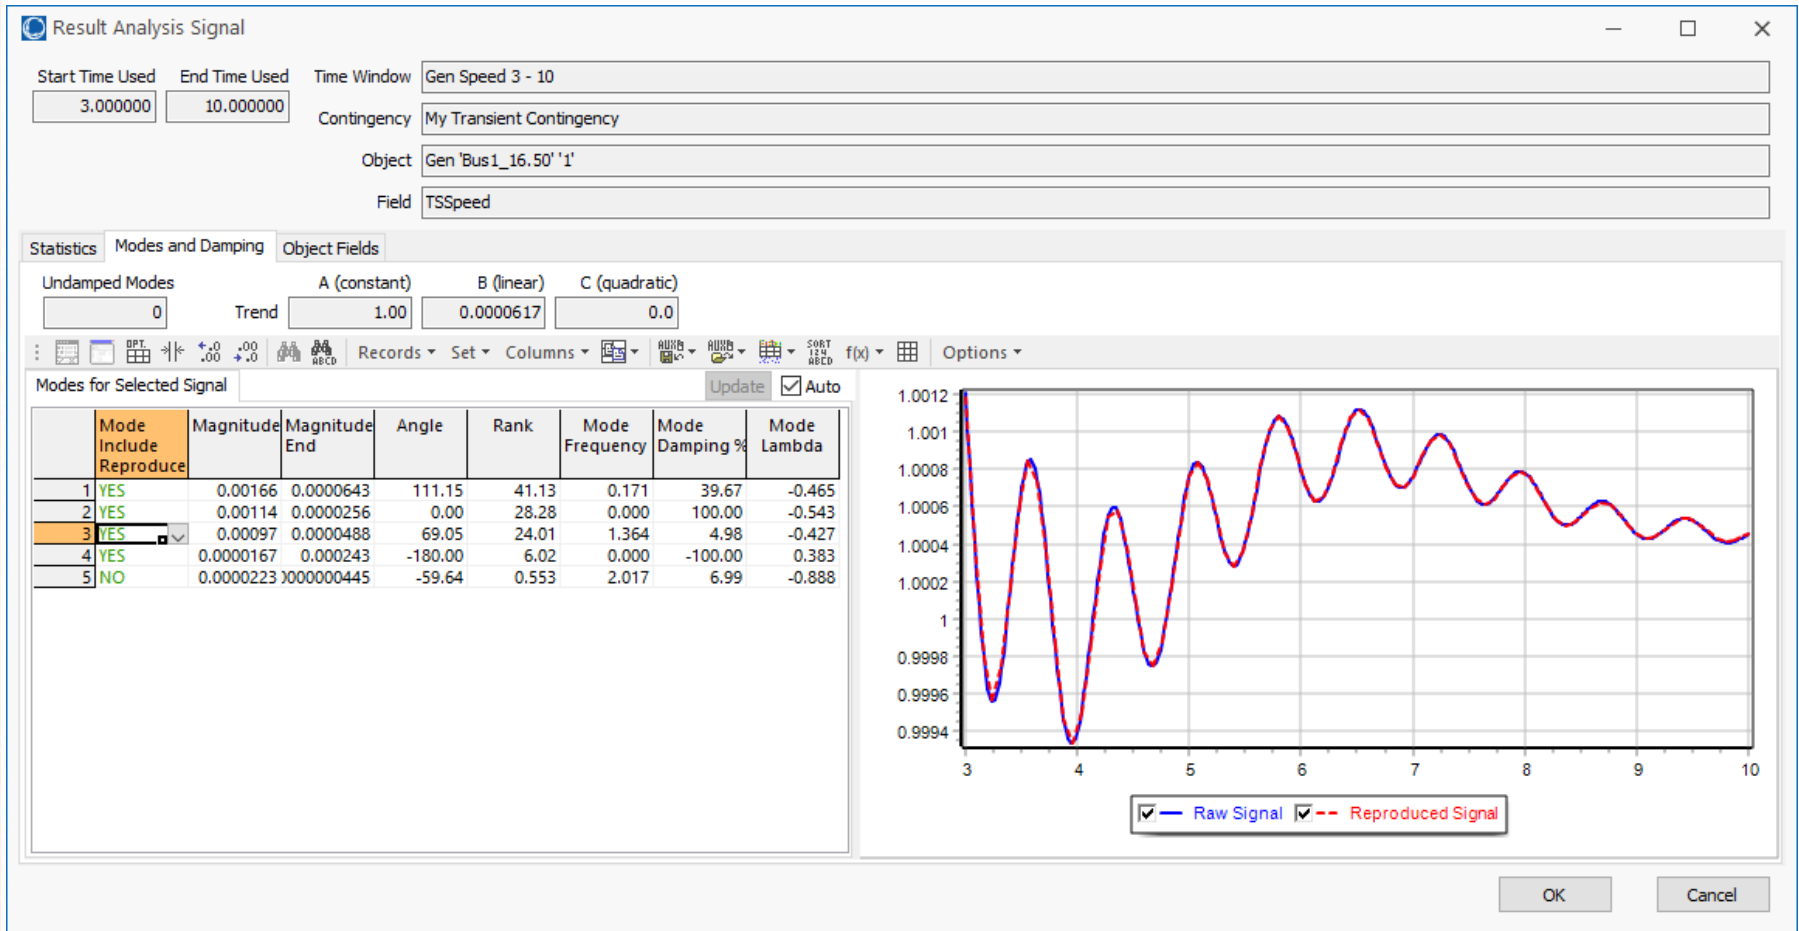 Result Analysis Signal
Start Time Used End Time Used Time Window Gen Speed 3 - 10
3.000000 10.000000
Contingency My Transient Contingency
Object Gen 'Bus1_16.50' '1'
Field TSSpeed
Statistics Modes and Damping Object Fields
Undamped Modes A (constant) B (linear) C (quadratic)
0 Trend 1.00 0.0000617 0.0
Records Set Columns f(x) Options
Modes for Selected Signal Update Auto
Mode Include Reproduce Magnitude Magnitude End Angle Rank Mode Frequency Mode Damping % Mode Lambda
1 YES 0.00166 0.0000643 111.15 41.13 0.171 39.67 -0.465
2 YES 0.00114 0.0000256 0.00 28.28 0.000 100.00 -0.543
3 YES 0.00097 0.0000488 69.05 24.01 1.364 4.98 -0.427
4 YES 0.0000167 0.000243 -180.00 6.02 0.000 -100.00 0.383
5 NO 0.0000223 0000000445 -59.64 0.553 2.017 6.99 -0.888
1.0012
1.001
1.0008
1.0006
1.0004
1.0002
1
0.9998
0.9996
0.9994
3 4 5 6 7 8 9 10
Raw Signal Reproduced Signal
OK Cancel